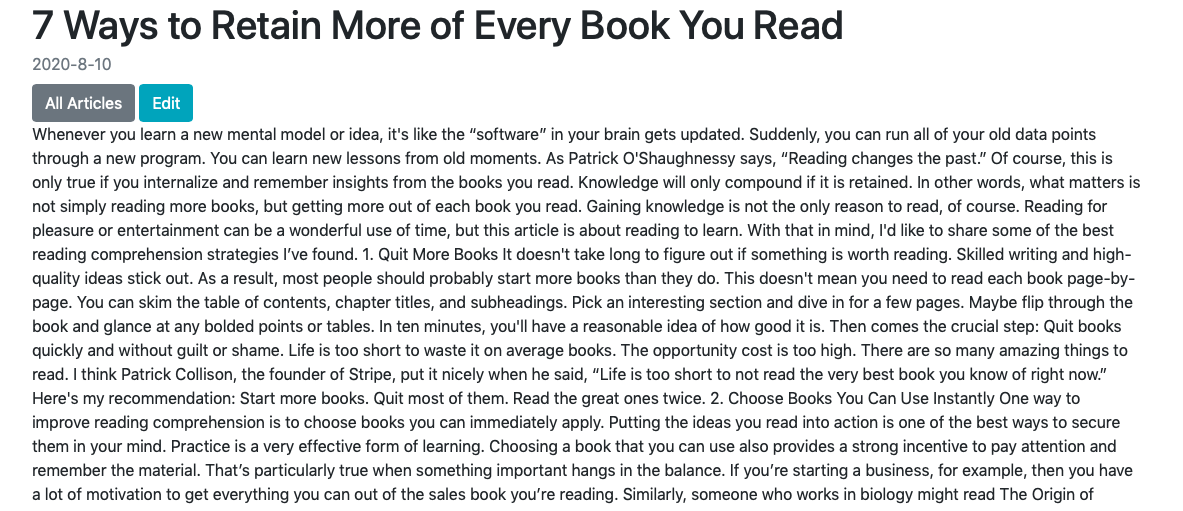 7 Ways to Retain More of Every Book You Read
2020-8-10
All Articles Edit
Whenever you learn a new mental model or idea, it's like the “software” in your brain gets updated. Suddenly, you can run all of your old data points
through a new program. You can learn new lessons from old moments. As Patrick O'Shaughnessy says, “Reading changes the past.” Of course, this is
only true if you internalize and remember insights from the books you read. Knowledge will only compound if it is retained. In other words, what matters is
not simply reading more books, but getting more out of each book you read. Gaining knowledge is not the only reason to read, of course. Reading for
pleasure or entertainment can be a wonderful use of time, but this article is about reading to learn. With that in mind, I'd like to share some of the best
reading comprehension strategies I’ve found. 1. Quit More Books It doesn't take long to figure out if something is worth reading. Skilled writing and high-
quality ideas stick out. As a result, most people should probably start more books than they do. This doesn't mean you need to read each book page-by-
page. You can skim the table of contents, chapter titles, and subheadings. Pick an interesting section and dive in for a few pages. Maybe flip through the
book and glance at any bolded points or tables. In ten minutes, you'll have a reasonable idea of how good it is. Then comes the crucial step: Quit books
quickly and without guilt or shame. Life is too short to waste it on average books. The opportunity cost is too high. There are so many amazing things to
read. I think Patrick Collison, the founder of Stripe, put it nicely when he said, “Life is too short to not read the very best book you know of right now.”
Here's my recommendation: Start more books. Quit most of them. Read the great ones twice. 2. Choose Books You Can Use Instantly One way to
improve reading comprehension is to choose books you can immediately apply. Putting the ideas you read into action is one of the best ways to secure
them in your mind. Practice is a very effective form of learning. Choosing a book that you can use also provides a strong incentive to pay attention and
remember the material. That’s particularly true when something important hangs in the balance. If you’re starting a business, for example, then you have
a lot of motivation to get everything you can out of the sales book you’re reading. Similarly, someone who works in biology might read The Origin of